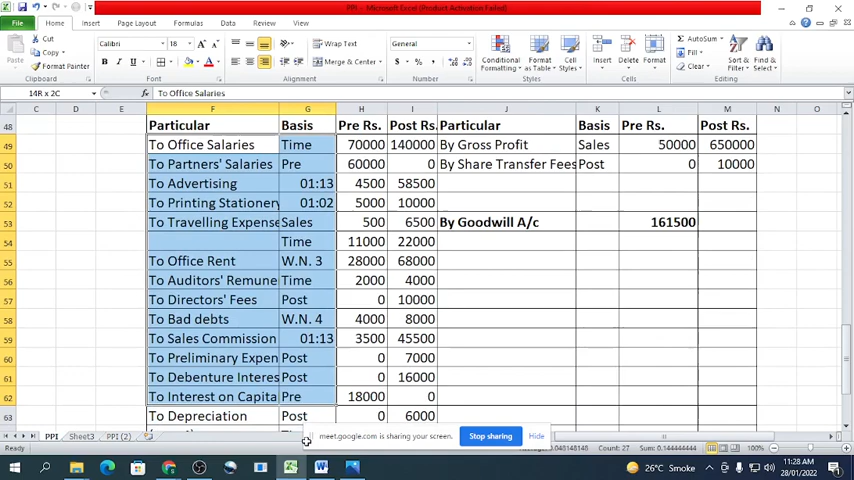 PPI - Microsoft Excel (Product Activation Failed)
File Home Insert Page Layout Formulas Data Review View
Cut
Copy
Format Painter
Paste
Clipboard
Calibri 18
B I U
Font
Wrap Text
Merge & Center
Alignment
General
$ % ,
Number
Conditional Formatting
Format as Table
Cell Styles
Styles
Insert Delete Format
Cells
AutoSum
Fill
Clear
Sort & Filter
Find & Select
Editing
14R x 2C fx To Office Salaries
C D E F G H I J K L M N O
48 Particular Basis Pre Rs. Post Rs. Particular Basis Pre Rs. Post Rs.
49 To Office Salaries Time 70000 140000 By Gross Profit Sales 50000 650000
50 To Partners' Salaries Pre 60000 0 By Share Transfer Fees Post 0 10000
51 To Advertising 01:13 4500 58500
52 To Printing Stationery 01:02 5000 10000
53 To Travelling Expense Sales 500 6500 By Goodwill A/c 161500
54 Time 11000 22000
55 To Office Rent W.N. 3 28000 68000
56 To Auditors' Remune Time 2000 4000
57 To Directors' Fees Post 0 10000
58 To Bad debts W.N. 4 4000 8000
59 To Sales Commission 01:13 3500 45500
60 To Preliminary Expen Post 0 7000
61 To Debenture Interes Post 0 16000
62 To Interest on Capita Pre 18000 0
63 To Depreciation Post 0 6000
meet.google.com is sharing your screen. Stop sharing Hide
PPI Sheet3 PPI (2)
Ready Count: 27 Sum: 0.144444444 100%
26°C Smoke
11:28 AM
28/01/2022